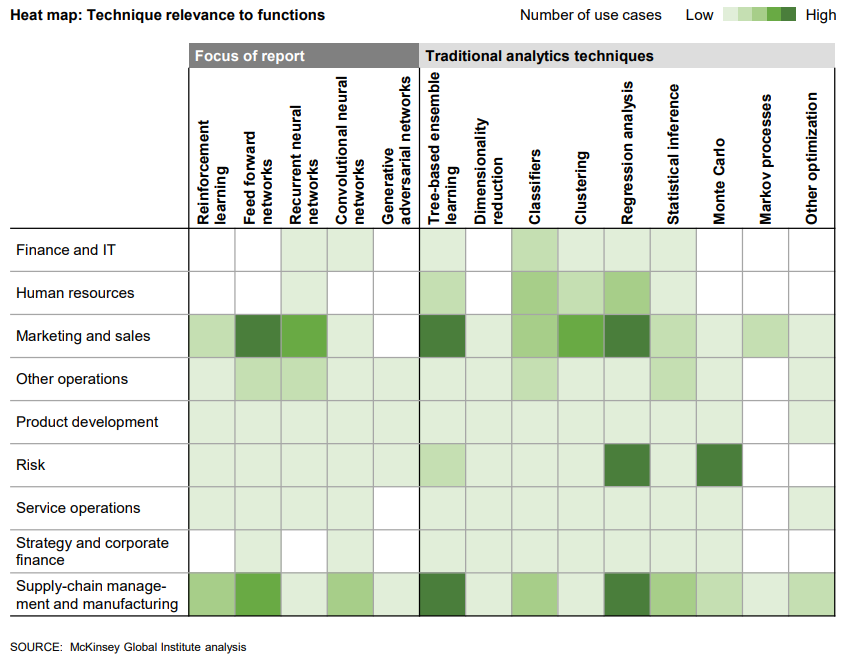 Heat map: Technique relevance to functions
Number of use cases Low High
Focus of report
Traditional analytics techniques
Reinforcement
learning
Feed forward
networks
Recurrent neural
networks
Convolutional neural
networks
Generative
adversarial networks
Tree-based ensemble
learning
Dimensionality
reduction
Classifiers
Clustering
Regression analysis
Statistical inference
Monte Carlo
Markov processes
Other optimization
Finance and IT
Human resources
Marketing and sales
Other operations
Product development
Risk
Service operations
Strategy and corporate
finance
Supply-chain manage-
ment and manufacturing
SOURCE: McKinsey Global Institute analysis